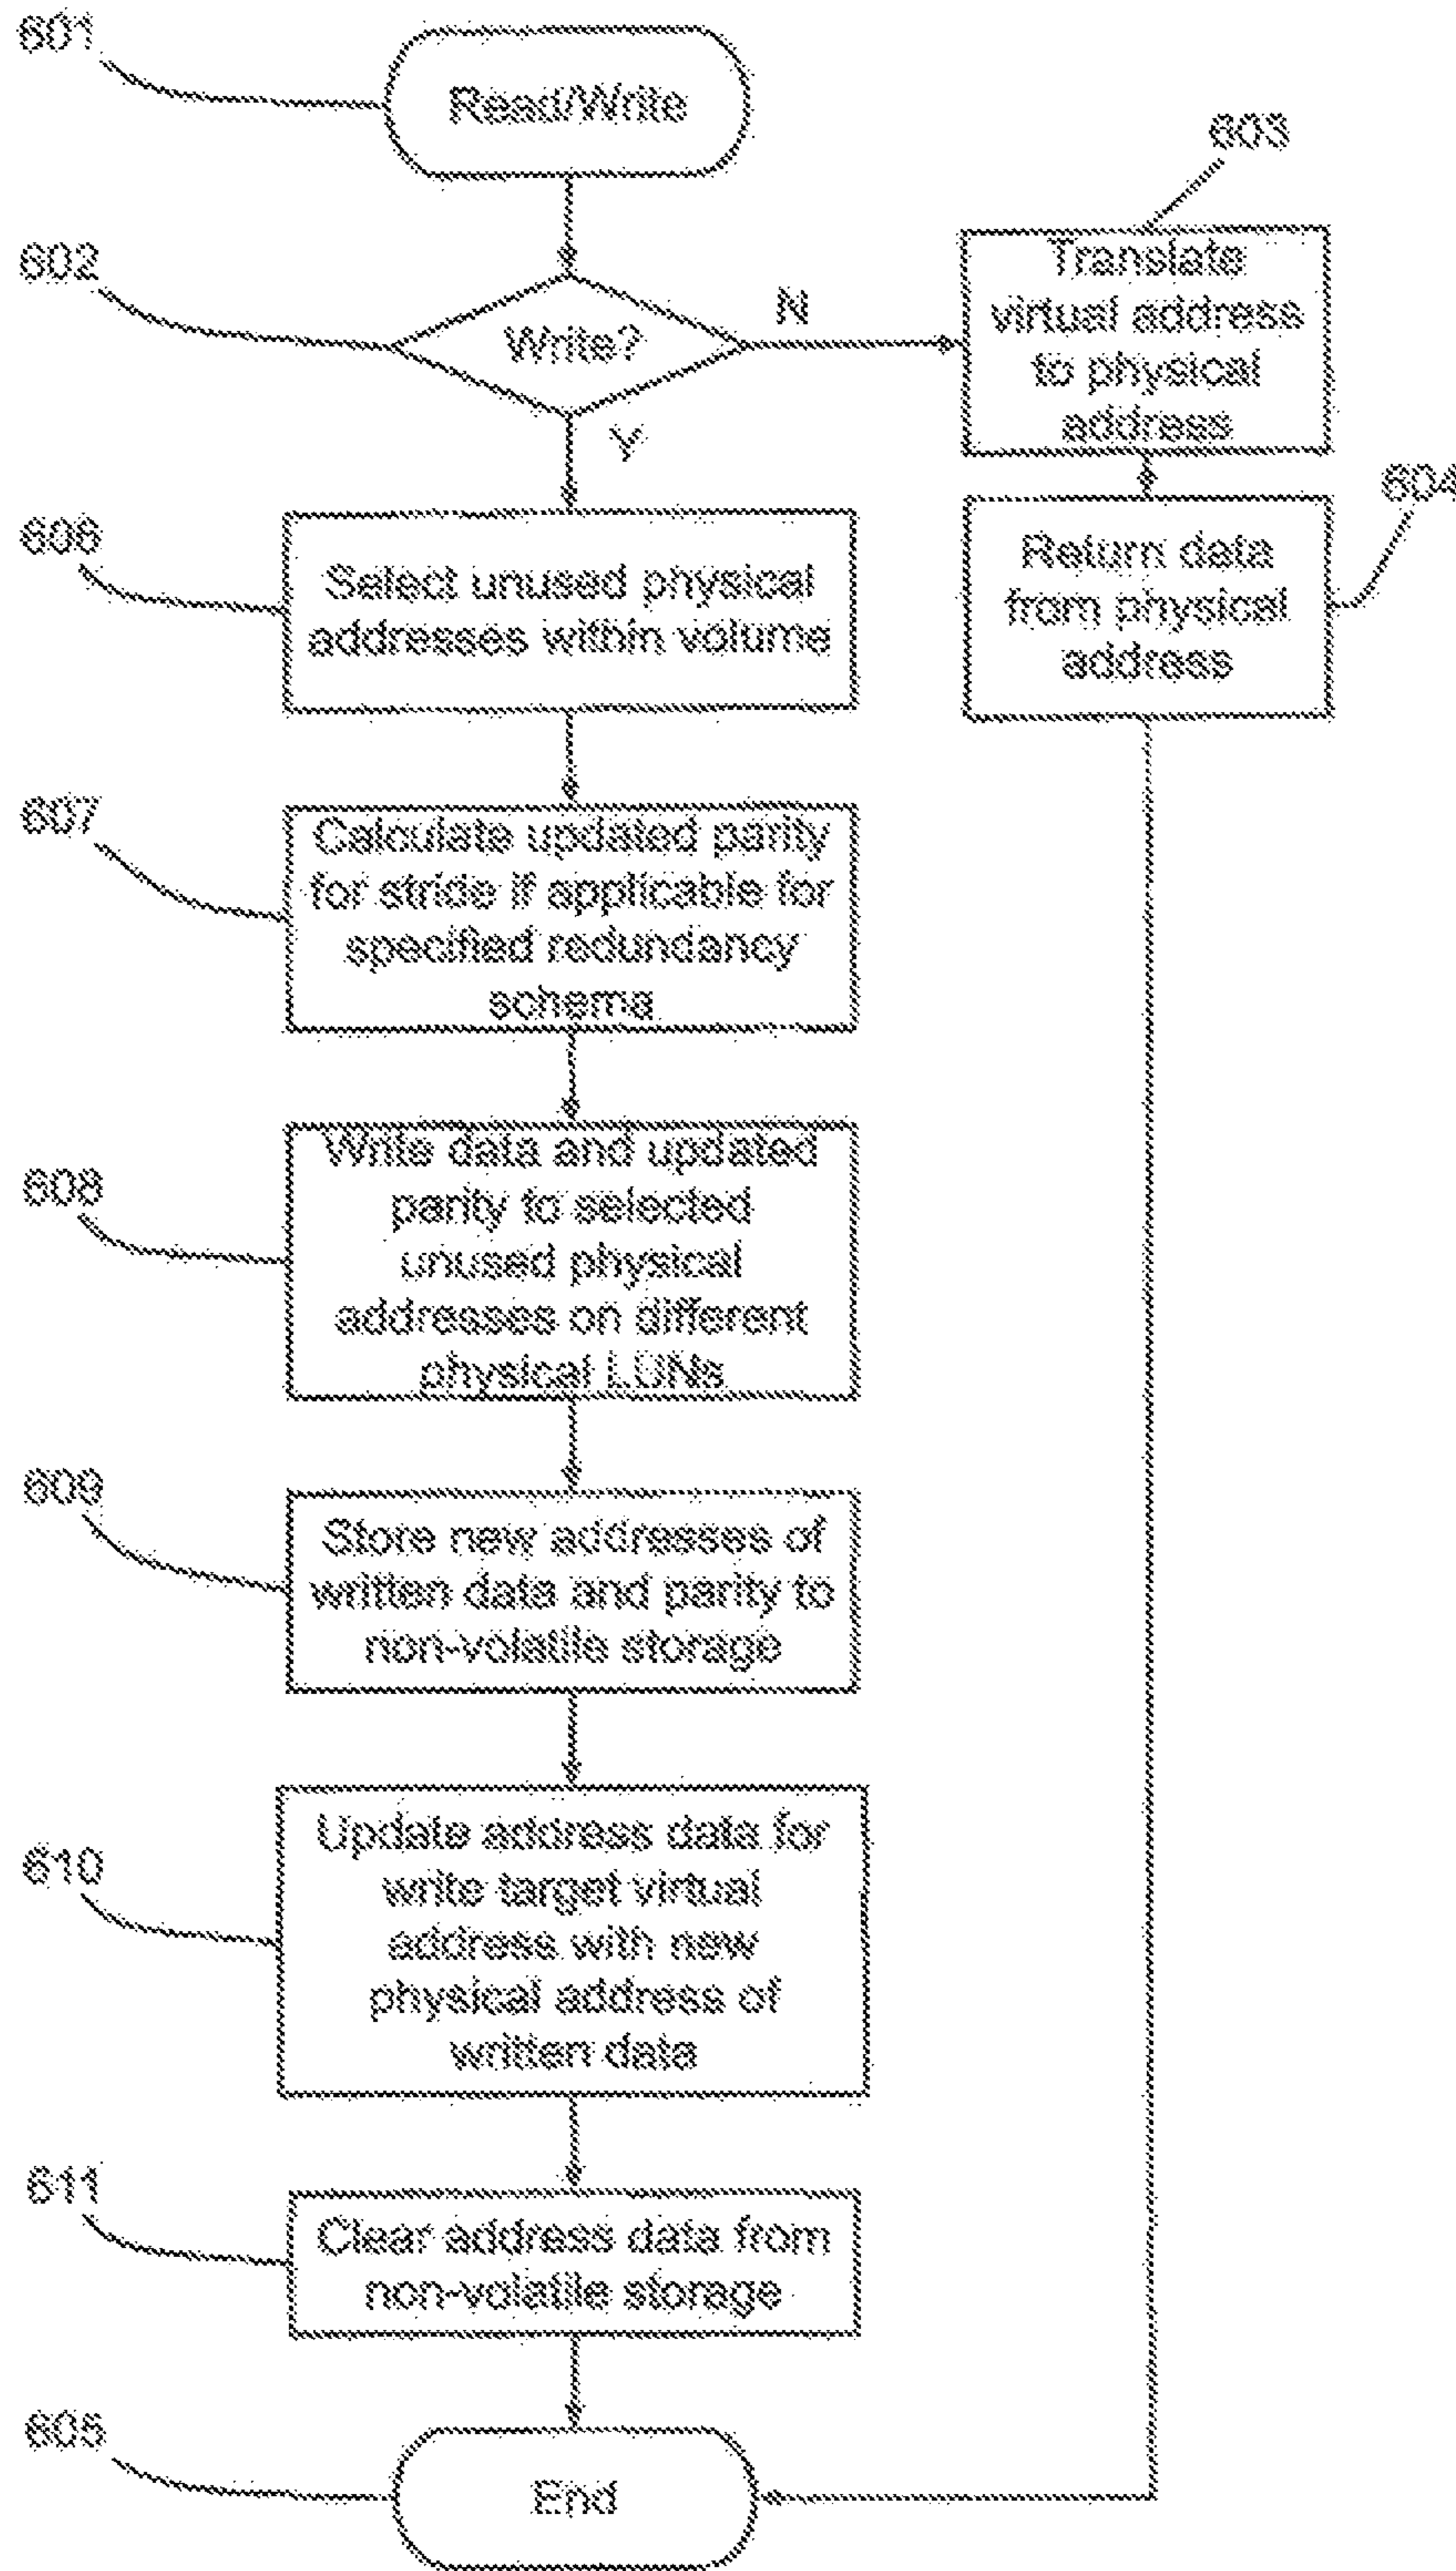 601
Read/Write
603
602
Write?
N
Y
Translate
virtual address
to physical
address
604
Return data
from physical
address
606
Select unused physical
addresses within volume
607
Calculate updated parity
for stride if applicable for
specified redundancy
schema
608
Write data and updated
parity to selected
unused physical
addresses on different
physical LUNs
609
Store new addresses of
written data and parity to
non-volatile storage
610
Update address data for
write target virtual
address with new
physical address of
written data
611
Clear address data from
non-volatile storage
605
End